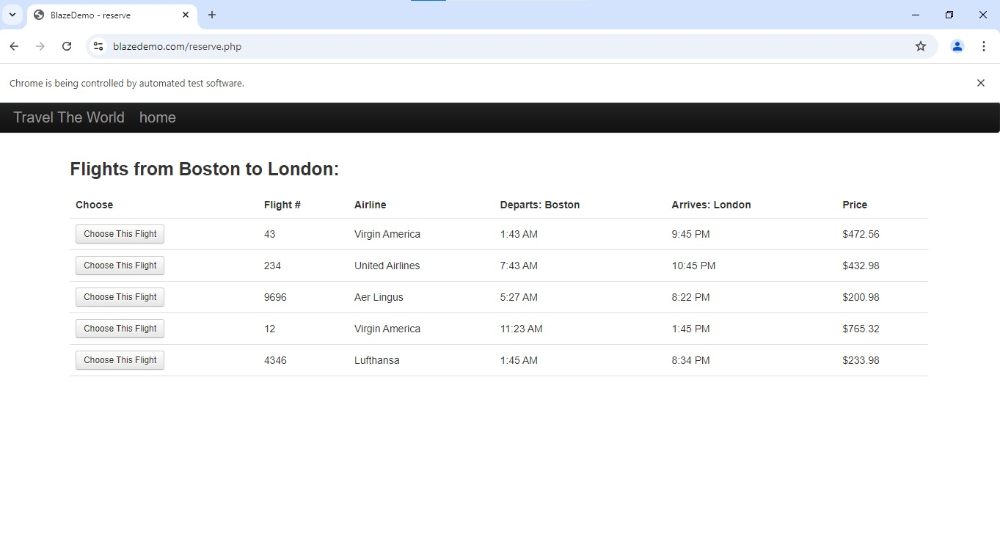 BlazeDemo - reserve
blazedemo.com/reserve.php
Chrome is being controlled by automated test software.
Travel The World home
Flights from Boston to London:
Choose Flight # Airline Departs: Boston Arrives: London Price
Choose This Flight 43 Virgin America 1:43 AM 9:45 PM $472.56
Choose This Flight 234 United Airlines 7:43 AM 10:45 PM $432.98
Choose This Flight 9696 Aer Lingus 5:27 AM 8:22 PM $200.98
Choose This Flight 12 Virgin America 11:23 AM 1:45 PM $765.32
Choose This Flight 4346 Lufthansa 1:45 AM 8:34 PM $233.98